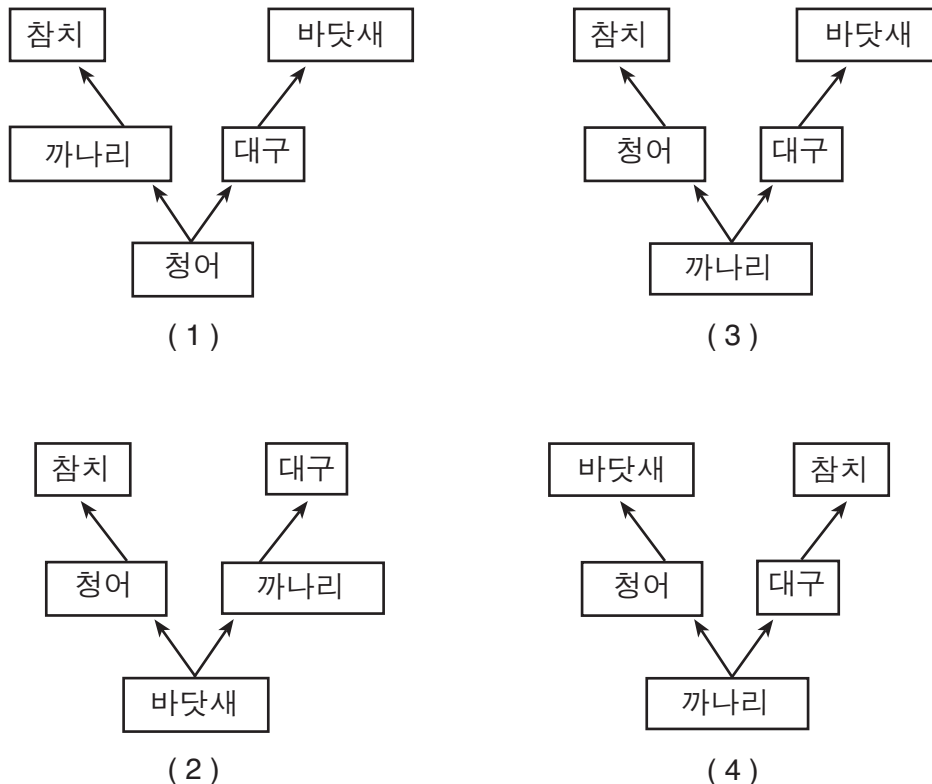 참치 바닷새
까나리 대구
청어
( 1 )
참치 바닷새
청어 대구
까나리
( 3 )
참치 대구
청어 까나리
바닷새
( 2 )
바닷새 참치
청어 대구
까나리
( 4 )